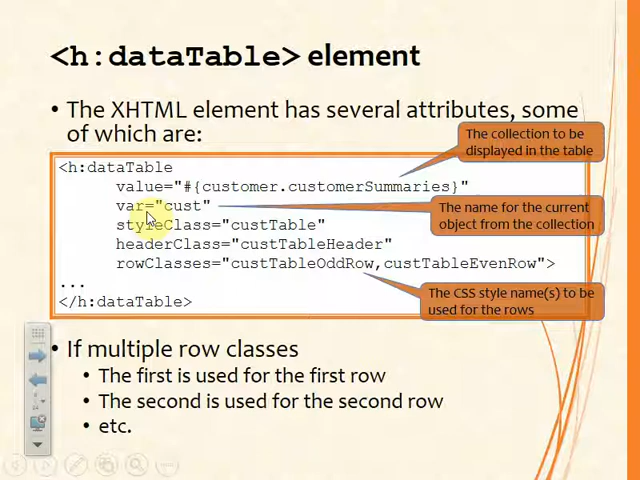 <h:dataTable> element
• The XHTML element has several attributes, some
of which are:
The collection to be
displayed in the table
<h:dataTable
value="#{customer.customerSummaries}"
var="cust"
The name for the current
object from the collection
styleClass="custTable"
headerClass="custTableHeader"
rowClasses="custTableOddRow,custTableEvenRow">
...
The CSS style name(s) to be
used for the rows
</h:dataTable>
• If multiple row classes
• The first is used for the first row
• The second is used for the second row
• etc.